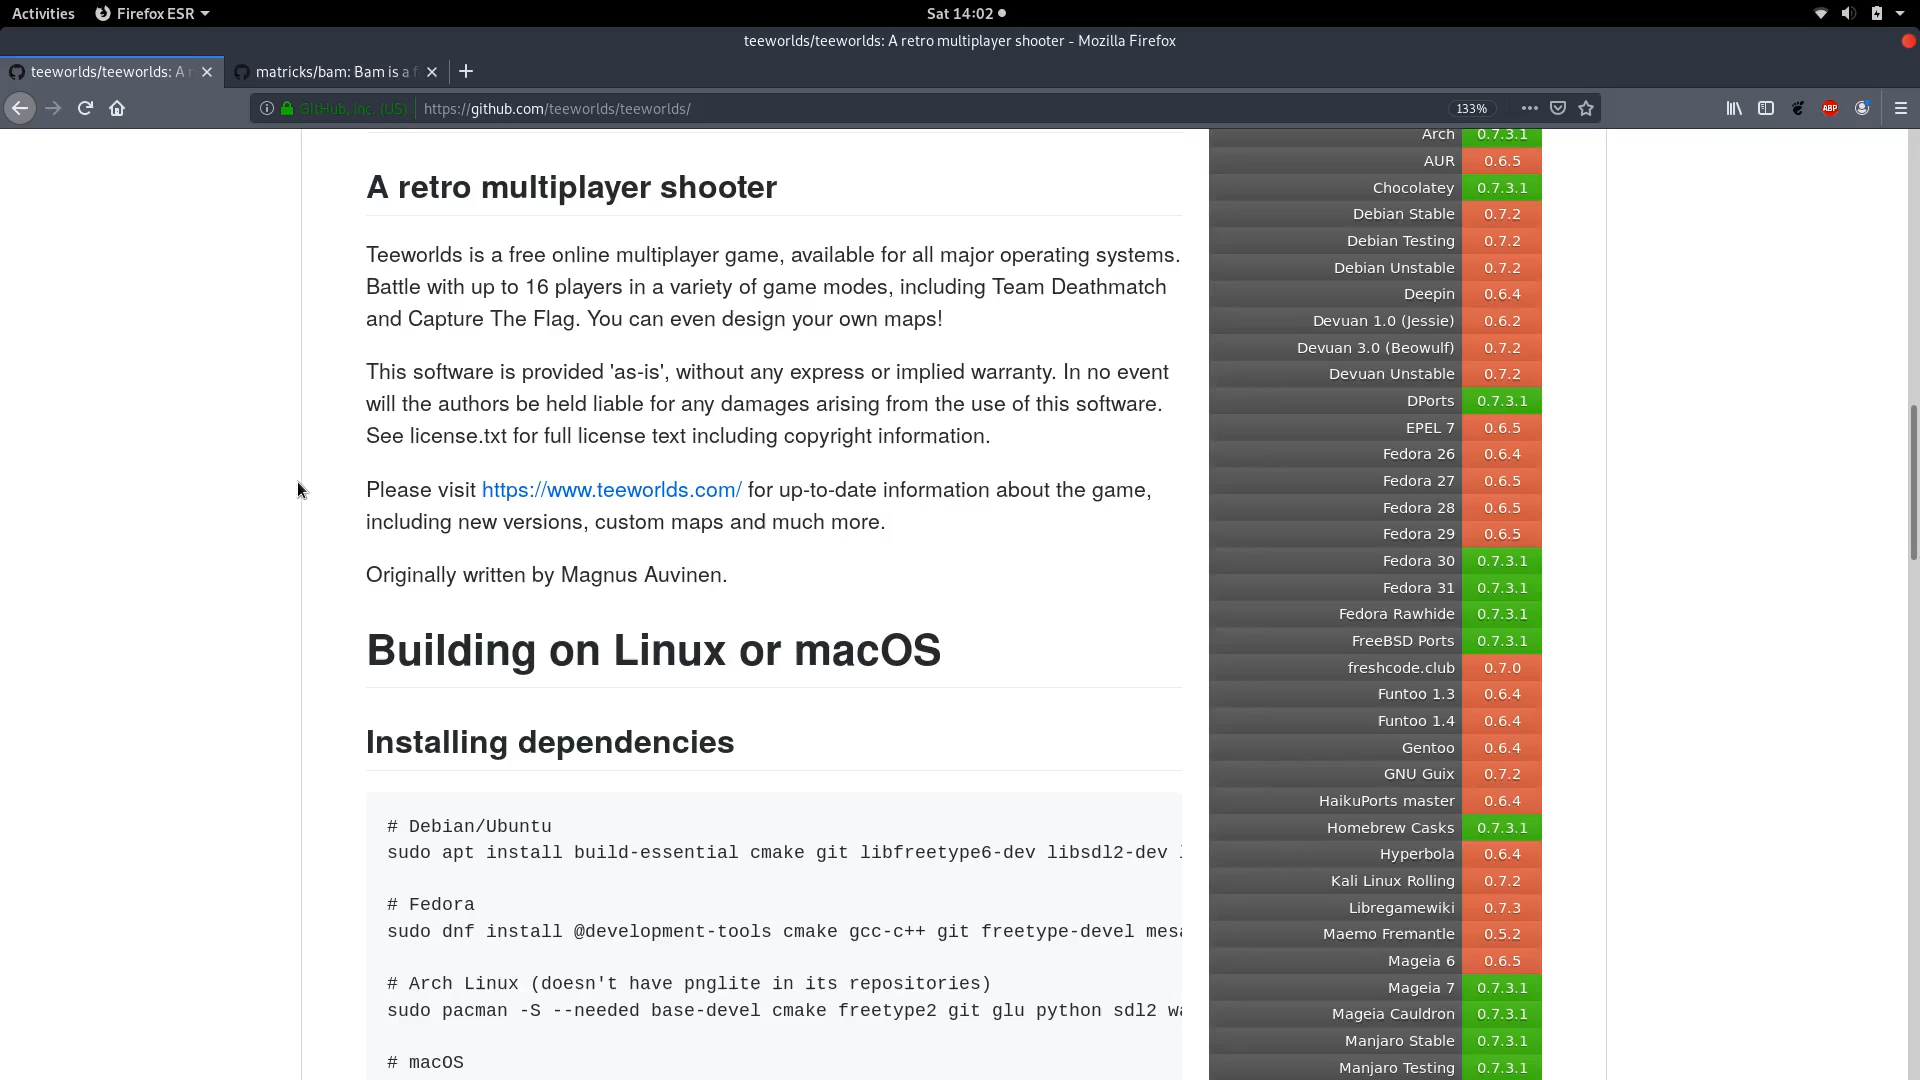 Activities
Firefox ESR
Sat 14:02
teeworlds/teeworlds: A retro multiplayer shooter - Mozilla Firefox
teeworlds/teeworlds: A r
matricks/bam: Bam is a f
GitHub, Inc. (US)
https://github.com/teeworlds/teeworlds/
133%
ABP
A retro multiplayer shooter
Teeworlds is a free online multiplayer game, available for all major operating systems.
Battle with up to 16 players in a variety of game modes, including Team Deathmatch
and Capture The Flag. You can even design your own maps!
This software is provided 'as-is', without any express or implied warranty. In no event
will the authors be held liable for any damages arising from the use of this software.
See license.txt for full license text including copyright information.
Please visit https://www.teeworlds.com/ for up-to-date information about the game,
including new versions, custom maps and much more.
Originally written by Magnus Auvinen.
Building on Linux or macOS
Installing dependencies
# Debian/Ubuntu
sudo apt install build-essential cmake git libfreetype6-dev libsdl2-dev
# Fedora
sudo dnf install @development-tools cmake gcc-c++ git freetype-devel mesa
# Arch Linux (doesn't have pnglite in its repositories)
sudo pacman -S --needed base-devel cmake freetype2 git glu python sdl2 wa
# macOS
Arch 0.7.3.1
AUR 0.6.5
Chocolatey 0.7.3.1
Debian Stable 0.7.2
Debian Testing 0.7.2
Debian Unstable 0.7.2
Deepin 0.6.4
Devuan 1.0 (Jessie) 0.6.2
Devuan 3.0 (Beowulf) 0.7.2
Devuan Unstable 0.7.2
DPorts 0.7.3.1
EPEL 7 0.6.5
Fedora 26 0.6.4
Fedora 27 0.6.5
Fedora 28 0.6.5
Fedora 29 0.6.5
Fedora 30 0.7.3.1
Fedora 31 0.7.3.1
Fedora Rawhide 0.7.3.1
FreeBSD Ports 0.7.3.1
freshcode.club 0.7.0
Funtoo 1.3 0.6.4
Funtoo 1.4 0.6.4
Gentoo 0.6.4
GNU Guix 0.7.2
HaikuPorts master 0.6.4
Homebrew Casks 0.7.3.1
Hyperbola 0.6.4
Kali Linux Rolling 0.7.2
Libregamewiki 0.7.3
Maemo Fremantle 0.5.2
Mageia 6 0.6.5
Mageia 7 0.7.3.1
Mageia Cauldron 0.7.3.1
Manjaro Stable 0.7.3.1
Manjaro Testing 0.7.3.1